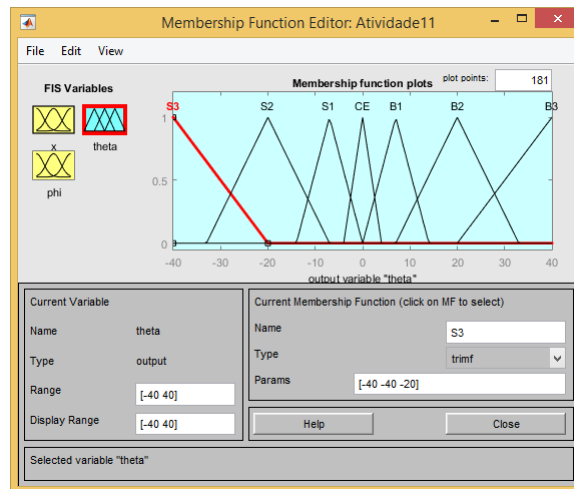 Membership Function Editor: Atividade11
File Edit View
FIS Variables
x
theta
phi
Membership function plots
plot points:
181
S3 S2 S1 CE B1 B2 B3
1
0.5
0
-40 -30 -20 -10 0 10 20 30 40
output variable "theta"
Current Variable
Name theta
Type output
Range [-40 40]
Display Range [-40 40]
Current Membership Function (click on MF to select)
Name S3
Type trimf
Params [-40 -40 -20]
Help Close
Selected variable "theta"